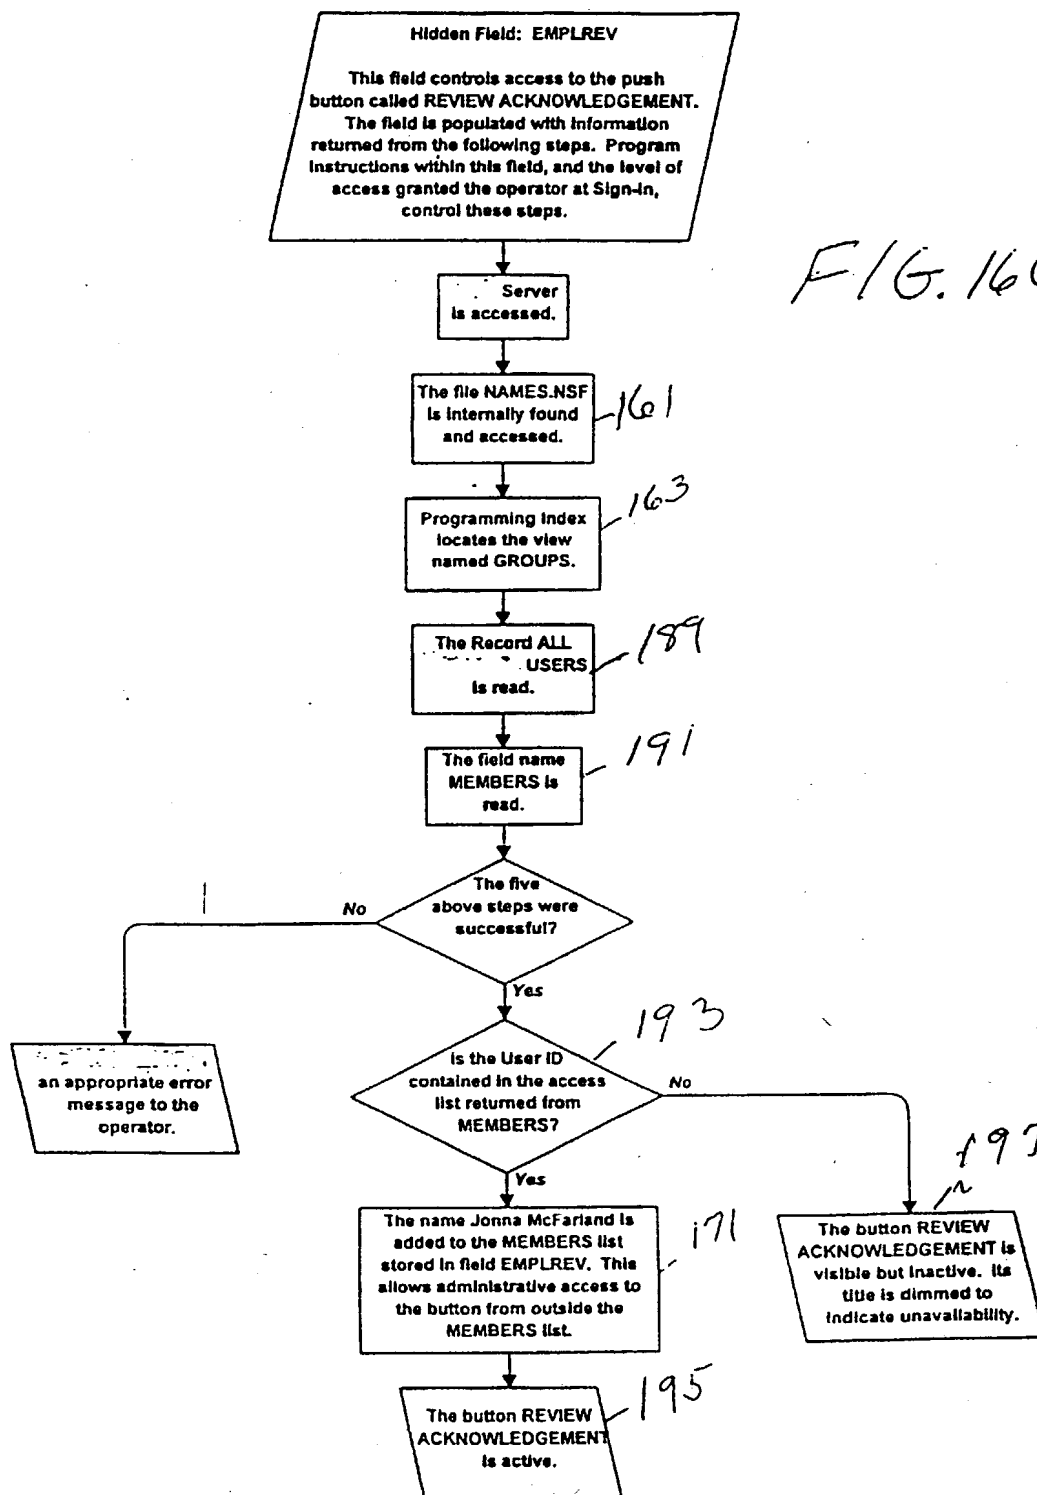 Hidden Field: EMPLREV
This field controls access to the push
button called REVIEW ACKNOWLEDGEMENT.
The field is populated with information
returned from the following steps. Program
instructions within this field, and the level of
access granted the operator at Sign-in,
control these steps.
FIG. 16
Server
is accessed.
The file NAMES.NSF
is internally found
and accessed.
161
Programming index
locates the view
named GROUPS.
163
The Record ALL
USERS
is read.
189
The field name
MEMBERS is
read.
191
The five
above steps were
successful?
No
Yes
an appropriate error
message to the
operator.
Is the User ID
contained in the access
list returned from
MEMBERS?
193
No
Yes
The name Jonna McFarland is
added to the MEMBERS list
stored in field EMPLREV. This
allows administrative access to
the button from outside the
MEMBERS list.
171
The button REVIEW
ACKNOWLEDGEMENT is
visible but inactive. Its
title is dimmed to
indicate unavailability.
The button REVIEW
ACKNOWLEDGEMENT
is active.
195